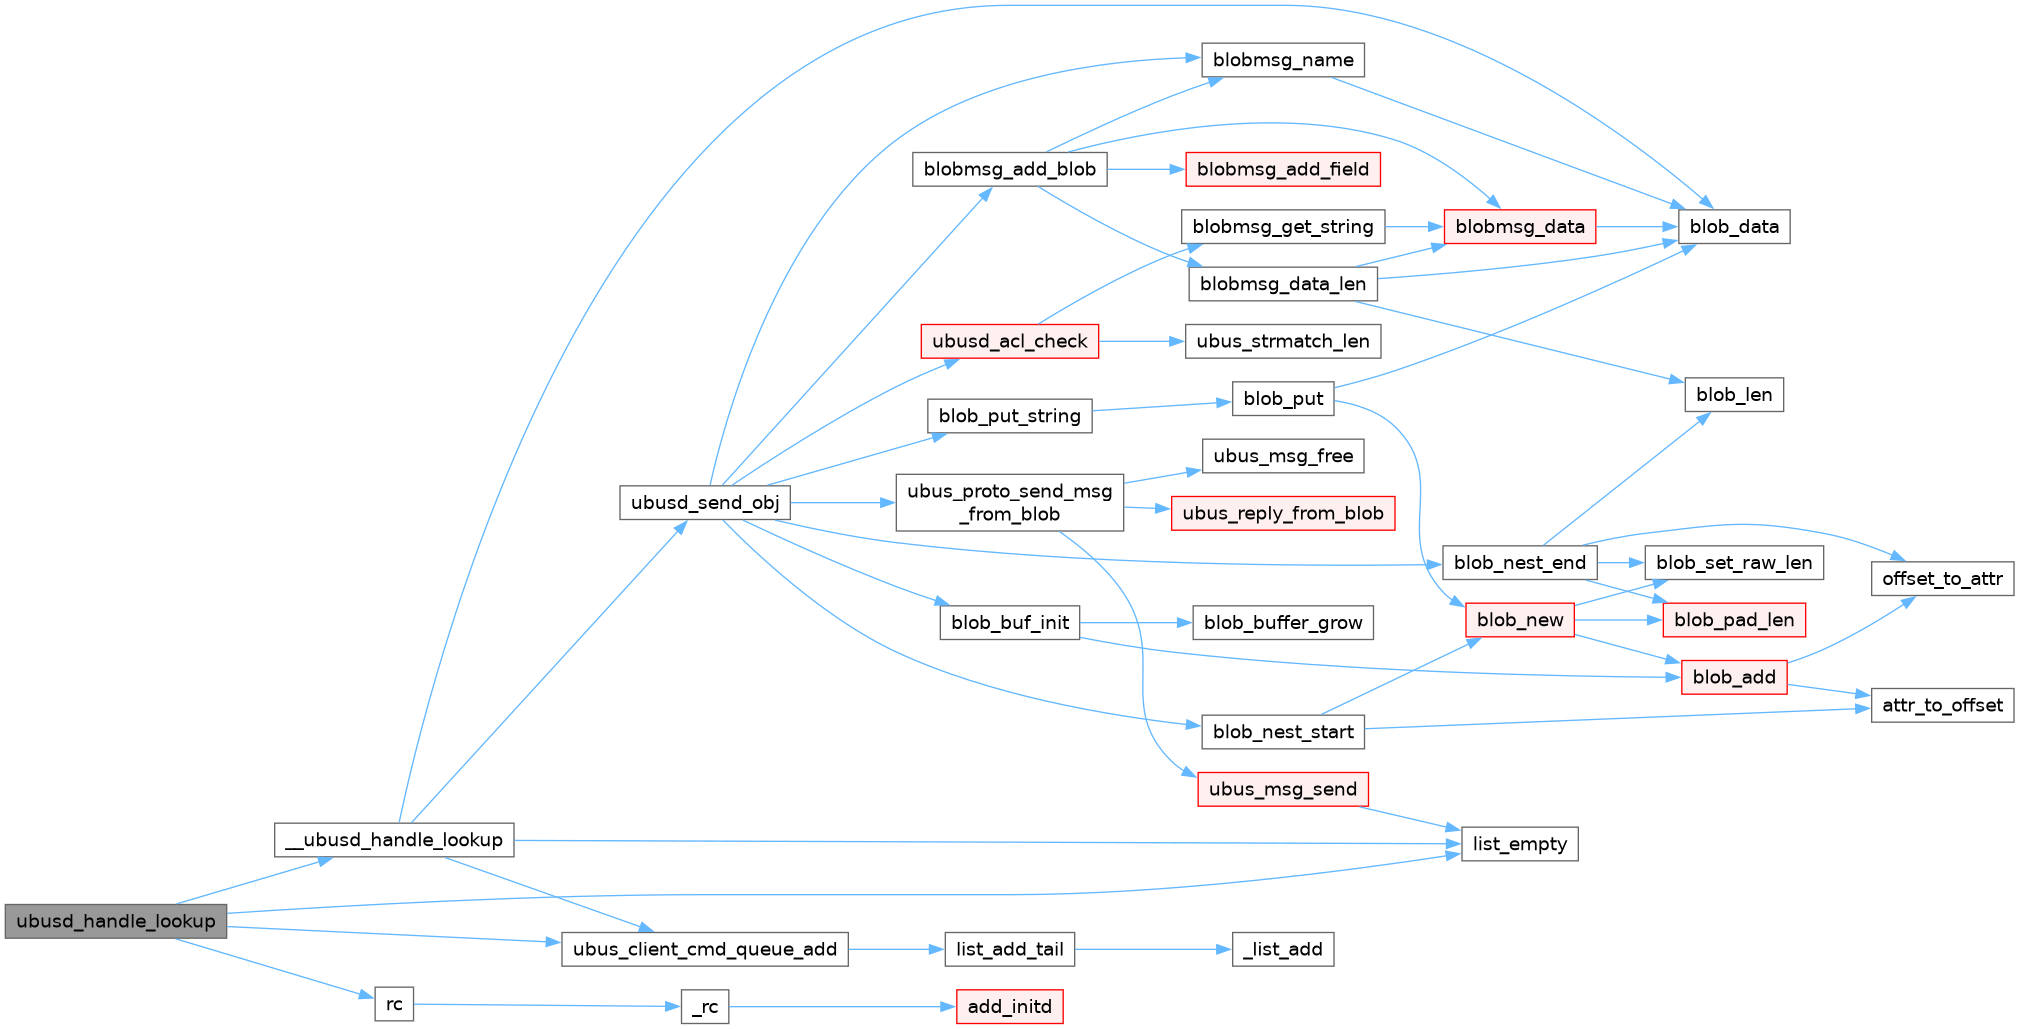 blobmsg_name
blobmsg_add_blob
blobmsg_add_field
blobmsg_get_string
blobmsg_data
blob_data
blobmsg_data_len
ubusd_acl_check
ubus_strmatch_len
blob_len
blob_put
blob_put_string
ubus_msg_free
ubusd_send_obj
ubus_proto_send_msg
_from_blob
ubus_reply_from_blob
blob_nest_end
blob_set_raw_len
offset_to_attr
blob_buf_init
blob_buffer_grow
blob_new
blob_pad_len
blob_add
attr_to_offset
blob_nest_start
ubus_msg_send
__ubusd_handle_lookup
list_empty
ubusd_handle_lookup
ubus_client_cmd_queue_add
list_add_tail
_list_add
rc
_rc
add_initd